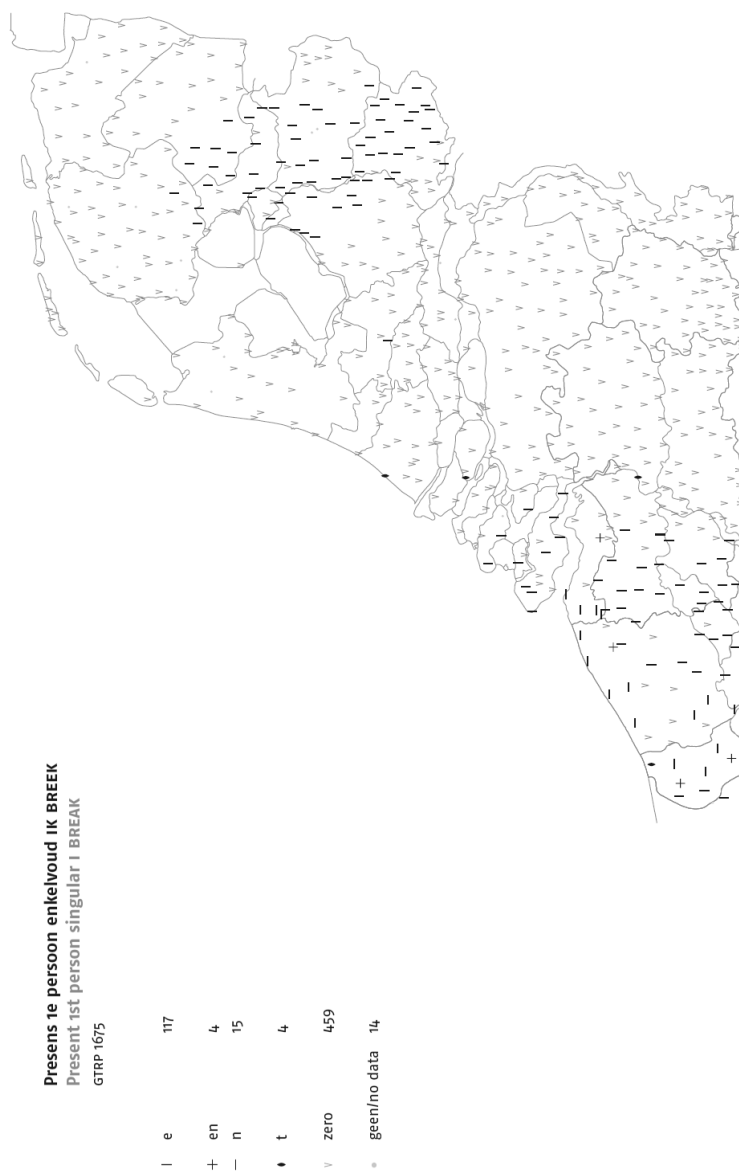 Presens 1e persoon enkelvoud IK BREEK
Present 1st person singular I BREAK
GTRP 1675
e 117
en 4
n 15
t 4
zero 459
geen/no data 14